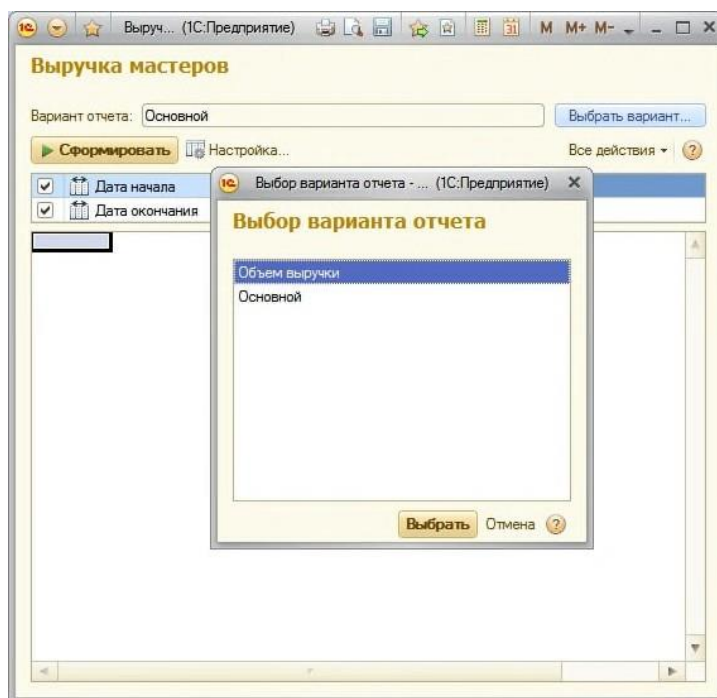 Выруч... (1С:Предприятие)
31 M M+ M-
Выручка мастеров
Вариант отчета: Основной Выбрать вариант...
Сформировать Настройка... Все действия ?
Дата начала
Дата окончания
Выбор варианта отчета - ... (1С:Предприятие)
Выбор варианта отчета
Объем выручки
Основной
Выбрать Отмена ?